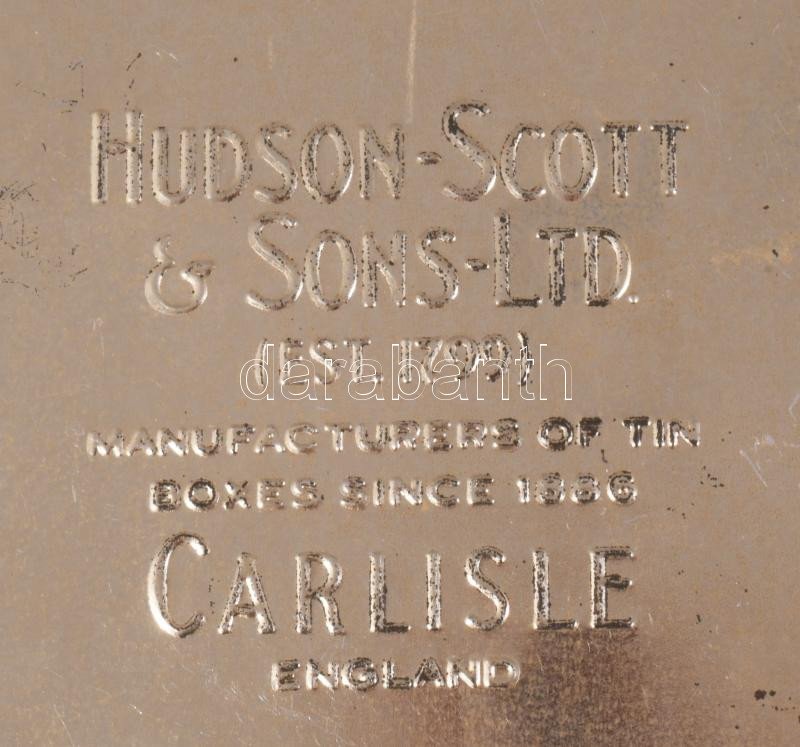 HUDSON-SCOTT
& SONS-LTD.
(EST. 1799)
darabanth
MANUFACTURERS OF TIN
BOXES SINCE 1886
CARLISLE
ENGLAND